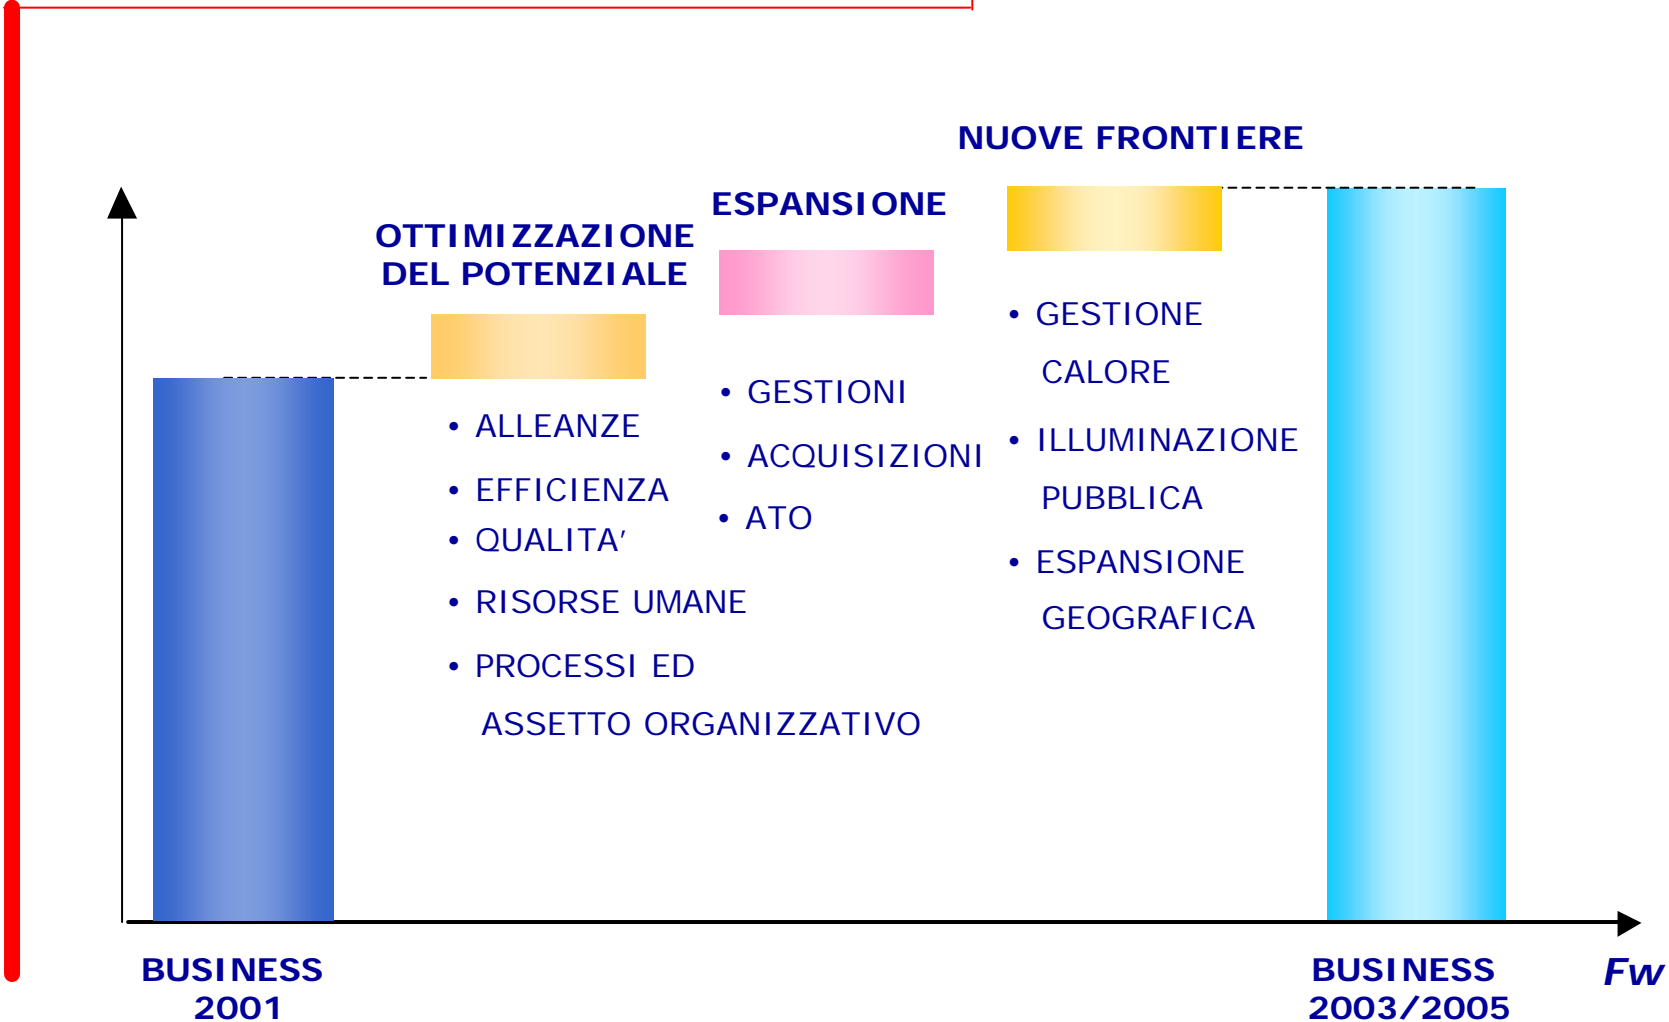 NUOVE FRONTIERE
ESPANSIONE
OTTIMIZZAZIONE
DEL POTENZIALE
• ALLEANZE
• EFFICIENZA
• QUALITA’
• RISORSE UMANE
• PROCESSI ED
ASSETTO ORGANIZZATIVO
• GESTIONI
• ACQUISIZIONI
• ATO
• GESTIONE
CALORE
• ILLUMINAZIONE
PUBBLICA
• ESPANSIONE
GEOGRAFICA
BUSINESS
2001
BUSINESS
2003/2005
Fw